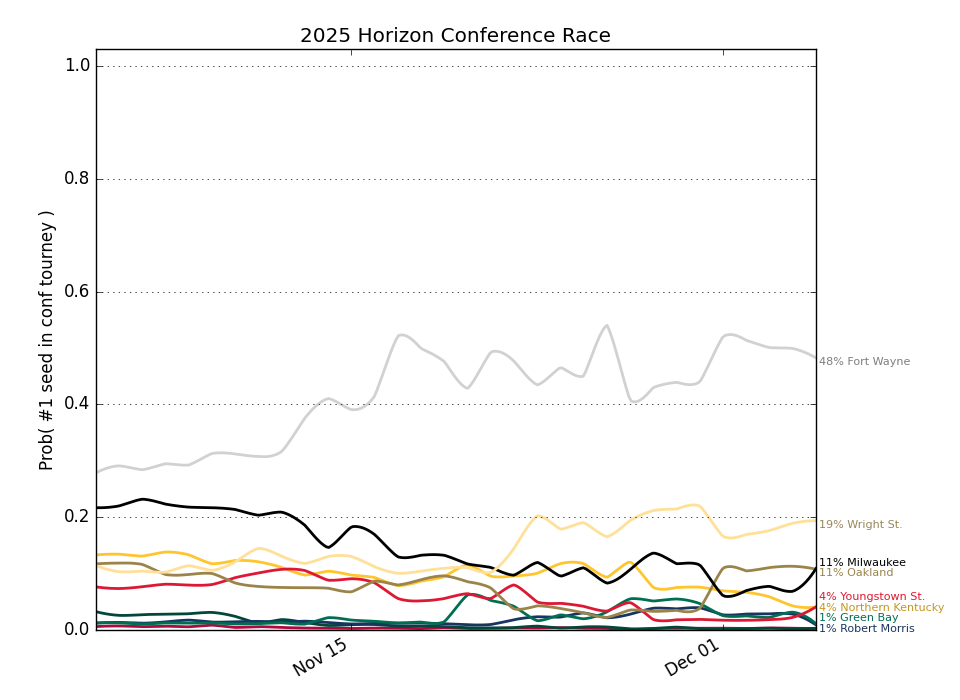 2025 Horizon Conference Race
Prob( #1 seed in conf tourney )
1.0
0.8
0.6
0.4
0.2
0.0
Nov 15
Dec 01
48% Fort Wayne
19% Wright St.
11% Milwaukee
10% Oakland
4% Youngstown St.
4% Northern Kentucky
1% Green Bay
1% Robert Morris